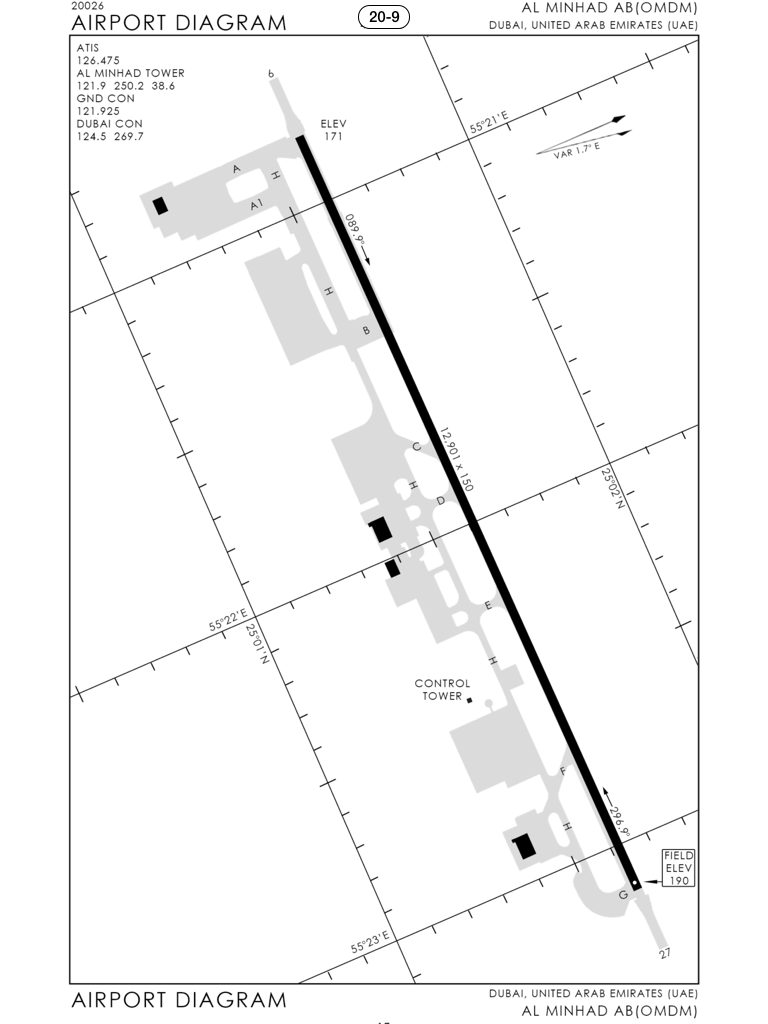 20026
AIRPORT DIAGRAM
20-9
AL MINHAD AB(OMDM)
DUBAI, UNITED ARAB EMIRATES (UAE)
ATIS
126.475
AL MINHAD TOWER
121.9 250.2 38.6
GND CON
121.925
DUBAI CON
124.5 269.7
9
ELEV
171
55°21'E
VAR 1.7° E
A
H
A1
089.9°
H
B
C
12,901 x 150
H
D
25°02'N
E
55°22'E
25°01'N
H
CONTROL
TOWER
F
296.9°
H
FIELD
ELEV
190
G
55°23'E
27
AIRPORT DIAGRAM
DUBAI, UNITED ARAB EMIRATES (UAE)
AL MINHAD AB(OMDM)